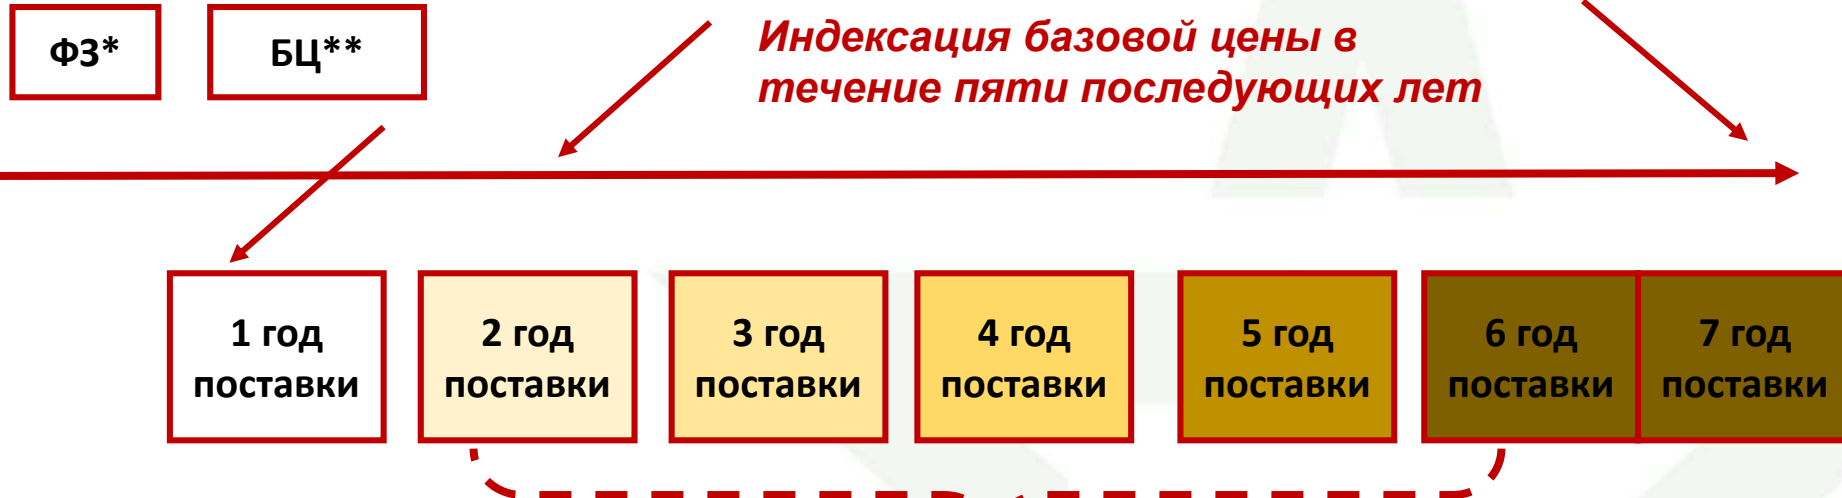 ФЗ*
БЦ**
Индексация базовой цены в
течение пяти последующих лет
1 год
поставки
2 год
поставки
3 год
поставки
4 год
поставки
5 год
поставки
6 год
поставки
7 год
поставки